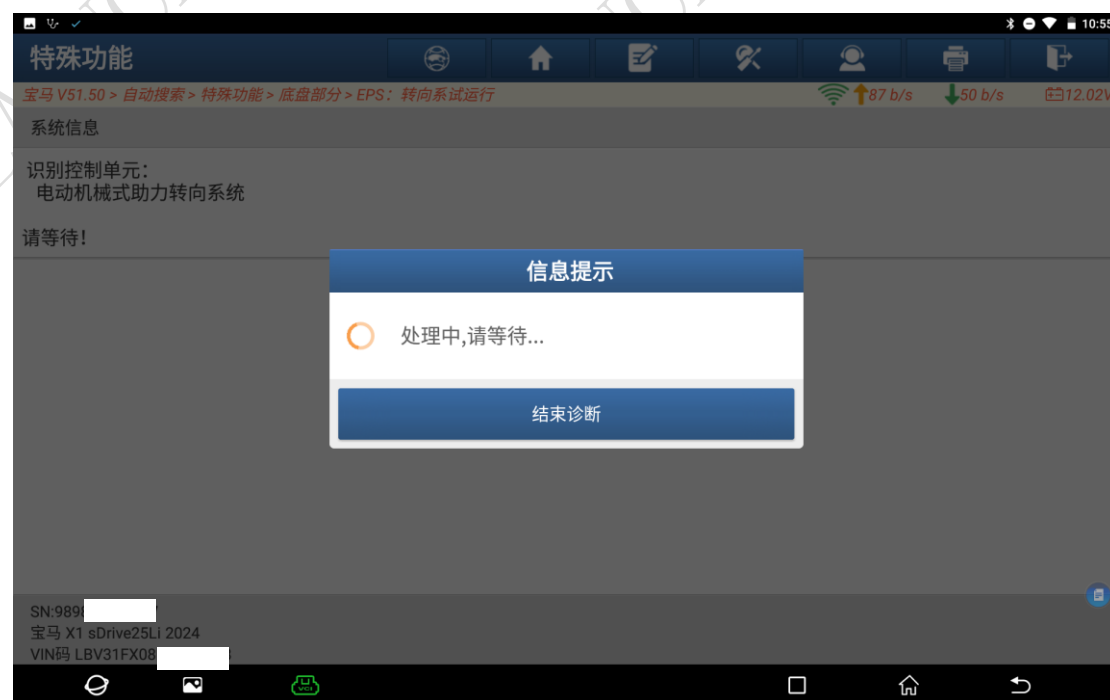 10:55
特殊功能
宝马 V51.50 > 自动搜索 > 特殊功能 > 底盘部分 > EPS：转向系试运行 87 b/s 50 b/s 12.02V
系统信息
识别控制单元：
电动机械式助力转向系统
请等待！
信息提示
处理中,请等待...
结束诊断
SN:989
宝马 X1 sDrive25Li 2024
VIN码 LBV31FX08
VCI